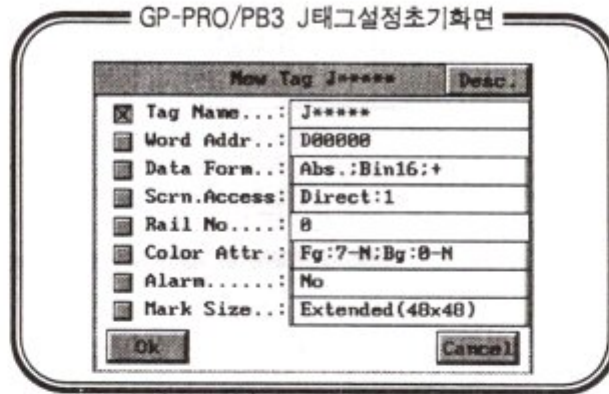 GP-PRO/PB3 J태그설정초기화면
New Tag J***** Desc.
Tag Name...: J*****
Word Addr..: D00000
Data Form..: Abs.;Bin16;+
Scrn.Access: Direct:1
Rail No....: 0
Color Attr.: Fg:7-N;Bg:0-N
Alarm......: No
Mark Size..: Extended(48x48)
Ok Cancel